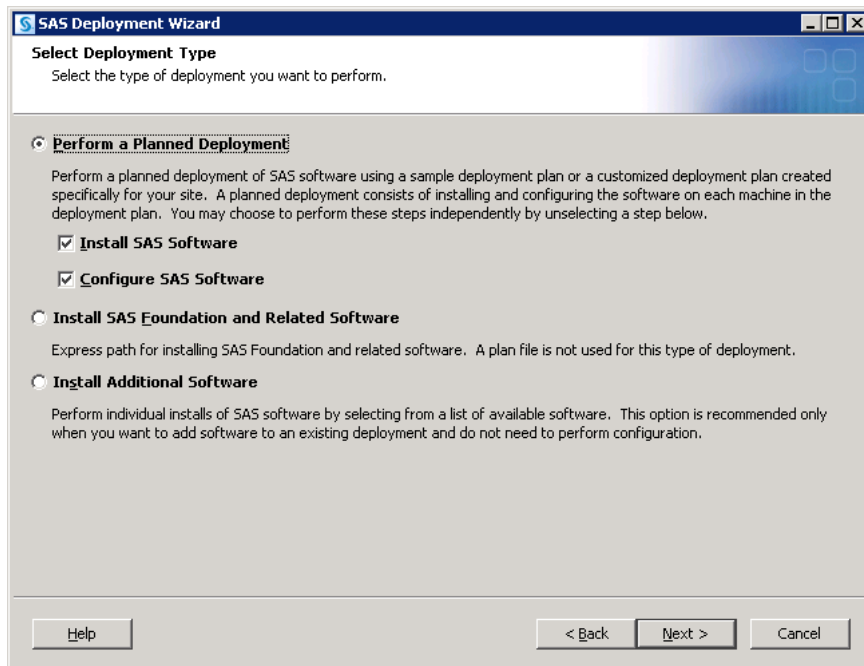 SAS Deployment Wizard
Select Deployment Type
Select the type of deployment you want to perform.
Perform a Planned Deployment
Perform a planned deployment of SAS software using a sample deployment plan or a customized deployment plan created
specifically for your site. A planned deployment consists of installing and configuring the software on each machine in the
deployment plan. You may choose to perform these steps independently by unselecting a step below.
Install SAS Software
Configure SAS Software
Install SAS Foundation and Related Software
Express path for installing SAS Foundation and related software. A plan file is not used for this type of deployment.
Install Additional Software
Perform individual installs of SAS software by selecting from a list of available software. This option is recommended only
when you want to add software to an existing deployment and do not need to perform configuration.
Help
< Back
Next >
Cancel